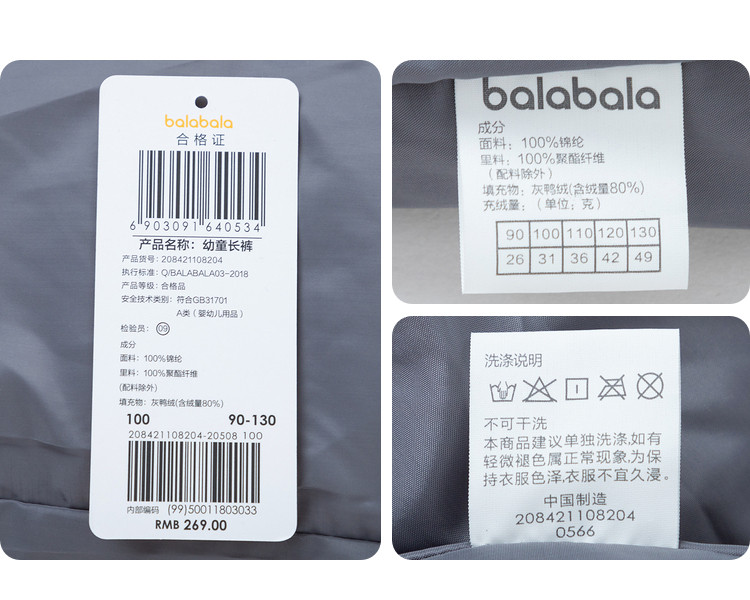 balabala
合格证
6 903091 640534
产品名称：幼童长裤
产品货号：208421108204
执行标准：Q/BALABALA03-2018
产品等级：合格品
安全技术类别：符合GB31701
A类（婴幼儿用品）
检验员：09
成分
面料：100%锦纶
里料：100%聚酯纤维
(配料除外)
填充物：灰鸭绒(含绒量80%)
100 90-130
208421108204-20508 100
内部编码 (99)50011803033
RMB 269.00
balabala
成分
面料：100%锦纶
里料：100%聚酯纤维
（配料除外）
填充物：灰鸭绒(含绒量80%)
充绒量：（单位：克）
90 100 110 120 130
26 31 36 42 49
洗涤说明
不可干洗
本商品建议单独洗涤,如有
轻微褪色属正常现象,为保
持衣服色泽,衣服不宜久浸。
中国制造
208421108204
0566